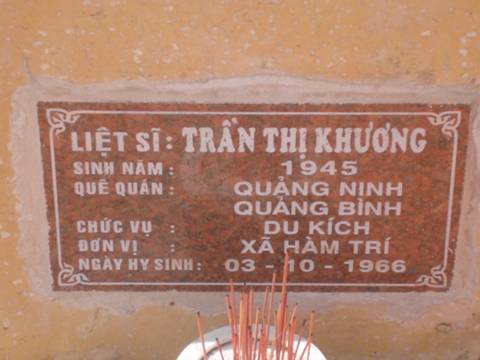 LIỆT SĨ : TRẦN THỊ KHƯƠNG
SINH NĂM : 1945
QUÊ QUÁN : QUẢNG NINH
QUẢNG BÌNH
CHỨC VỤ : DU KÍCH
ĐƠN VỊ : XÃ HÀM TRÍ
NGÀY HY SINH : 03 - 10 - 1966